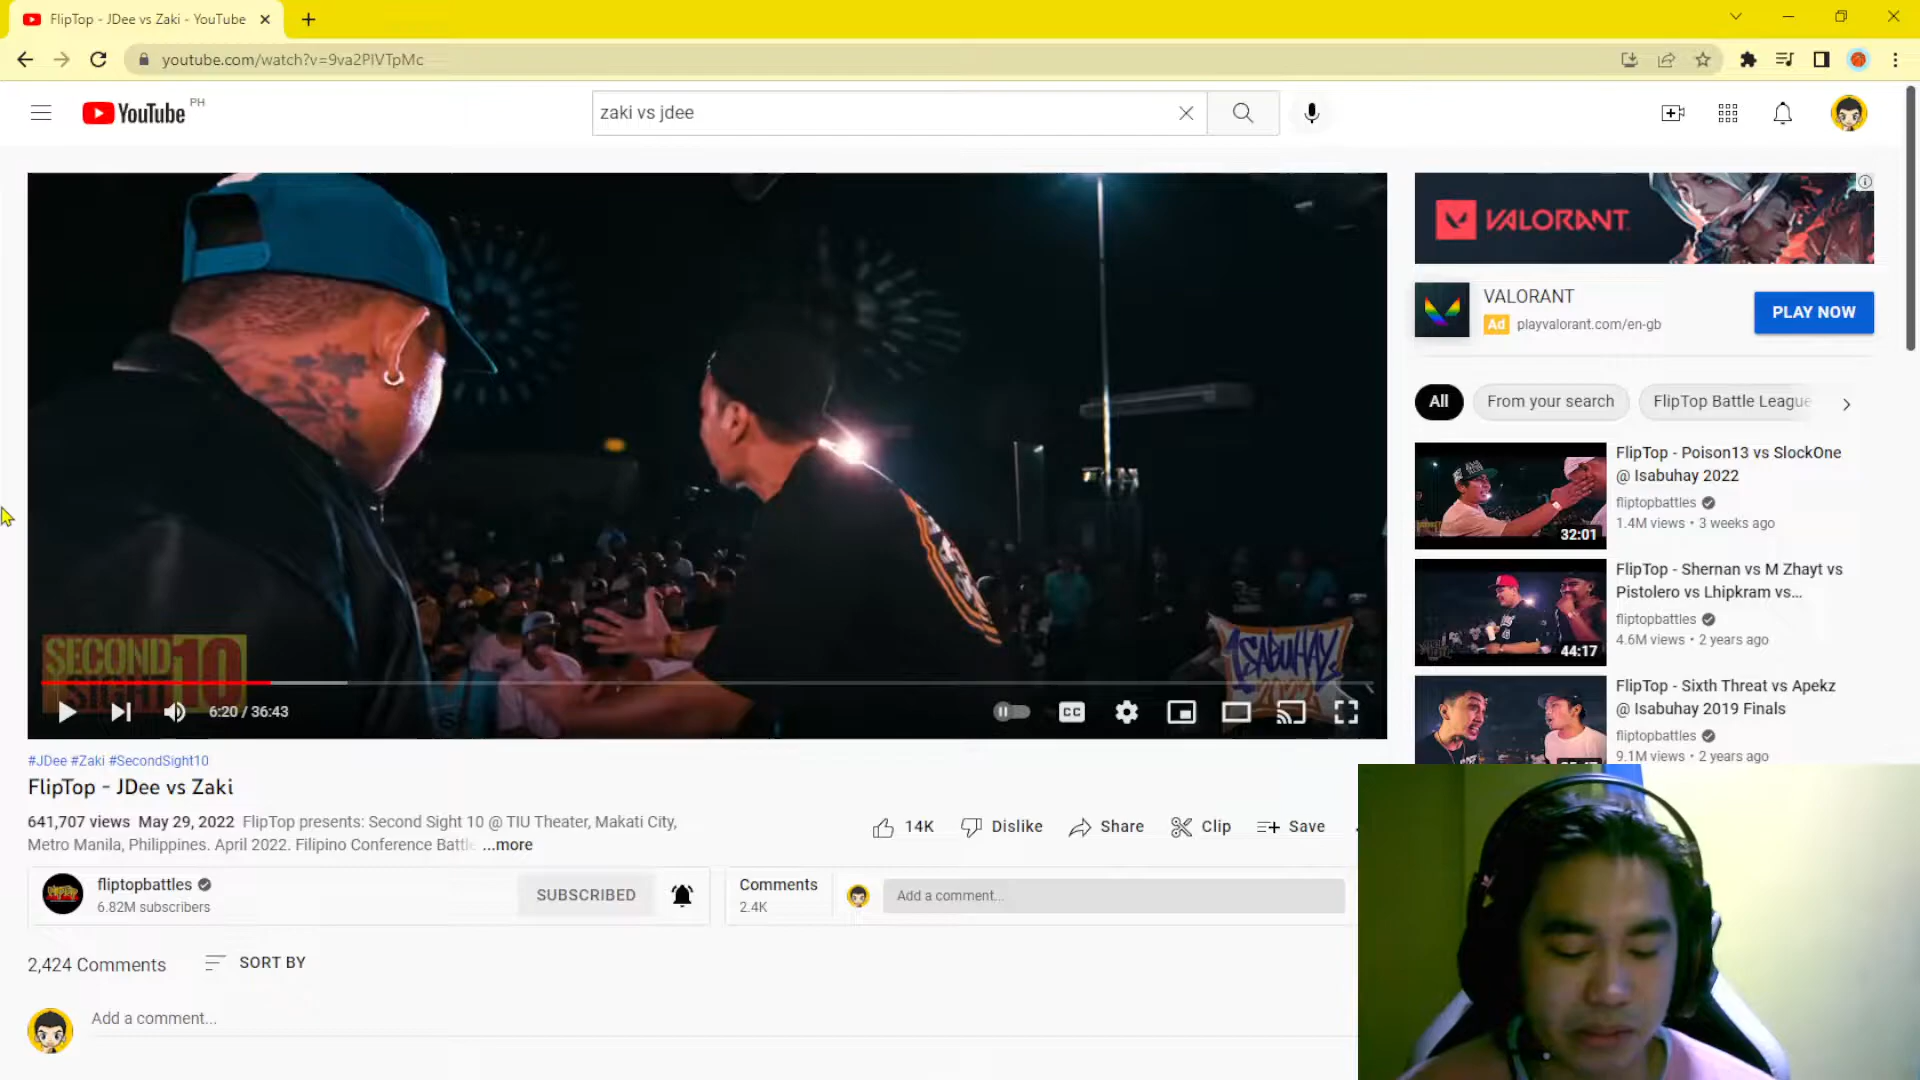 FlipTop - JDee vs Zaki - YouTube
youtube.com/watch?v=9va2PIVTpMc
YouTube PH
zaki vs jdee
VALORANT
VALORANT
Ad playvalorant.com/en-gb
PLAY NOW
All
From your search
FlipTop Battle League
FlipTop - Poison13 vs SlockOne
@ Isabuhay 2022
fliptopbattles
1.4M views • 3 weeks ago
32:01
FlipTop - Shernan vs M Zhayt vs
Pistolero vs Lhipkram vs...
fliptopbattles
4.6M views • 2 years ago
44:17
FlipTop - Sixth Threat vs Apekz
@ Isabuhay 2019 Finals
fliptopbattles
9.1M views • 2 years ago
SECOND
SIGHT 10
ISABUHAY
2022
6:20 / 36:43
CC
#JDee #Zaki #SecondSight10
FlipTop - JDee vs Zaki
641,707 views May 29, 2022 FlipTop presents: Second Sight 10 @ TIU Theater, Makati City,
Metro Manila, Philippines. April 2022. Filipino Conference Battle ...more
14K
Dislike
Share
Clip
Save
fliptopbattles
6.82M subscribers
SUBSCRIBED
Comments
2.4K
Add a comment...
2,424 Comments
SORT BY
Add a comment...